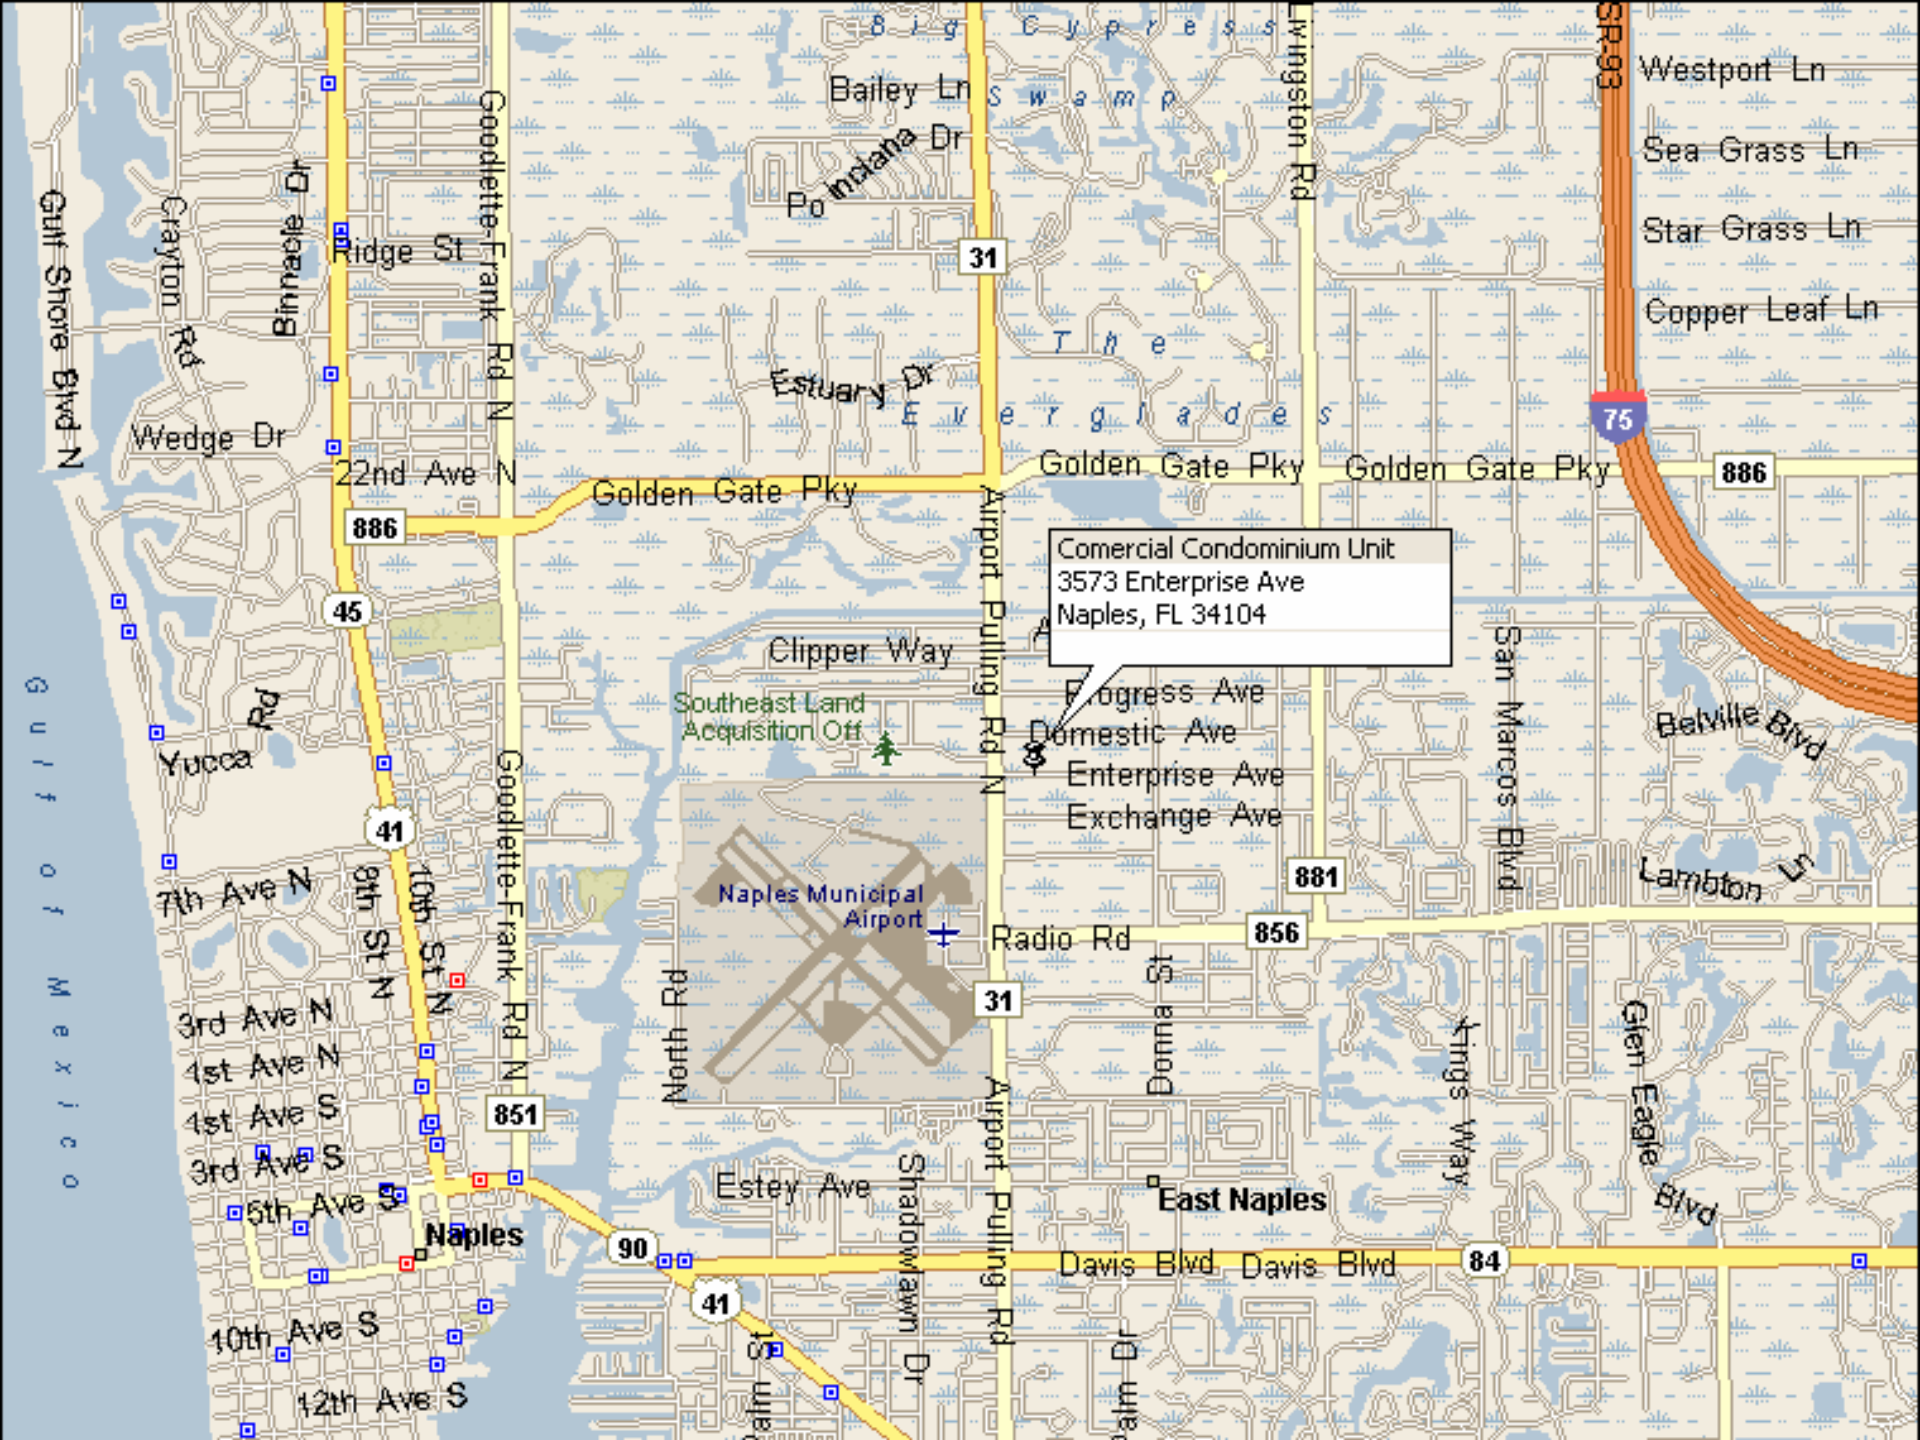 Big Cypress
Swamp
Bailey Ln
Indiana Dr
Po
Livingston Rd
SR-93
Westport Ln
Sea Grass Ln
Star Grass Ln
Copper Leaf Ln
Goodlette-Frank Rd N
Gulf Shore Blvd N
Crayton Rd
Binnacle Dr
Ridge St
31
The
Everglades
Estuary Dr
75
Wedge Dr
22nd Ave N
Golden Gate Pky
Golden Gate Pky
Golden Gate Pky
886
886
Airport Pulling Rd N
Comercial Condominium Unit
3573 Enterprise Ave
Naples, FL 34104
45
Clipper Way
Southeast Land
Acquisition Off
Progress Ave
Domestic Ave
Enterprise Ave
Exchange Ave
San Marcos Blvd
Belville Blvd
Gulf of Mexico
Yucca Rd
41
Goodlette-Frank Rd N
881
Lambton Ln
7th Ave N
8th St N
10th St N
Naples Municipal
Airport
Radio Rd
856
31
North Rd
Donna St
Kings Way
Glen Eagle Blvd
3rd Ave N
1st Ave N
1st Ave S
3rd Ave S
5th Ave S
851
Airport Pulling Rd
Estey Ave
Shadowlawn Dr
East Naples
Naples
90
Davis Blvd
Davis Blvd
84
41
10th Ave S
12th Ave S
Palm St
Palm Dr